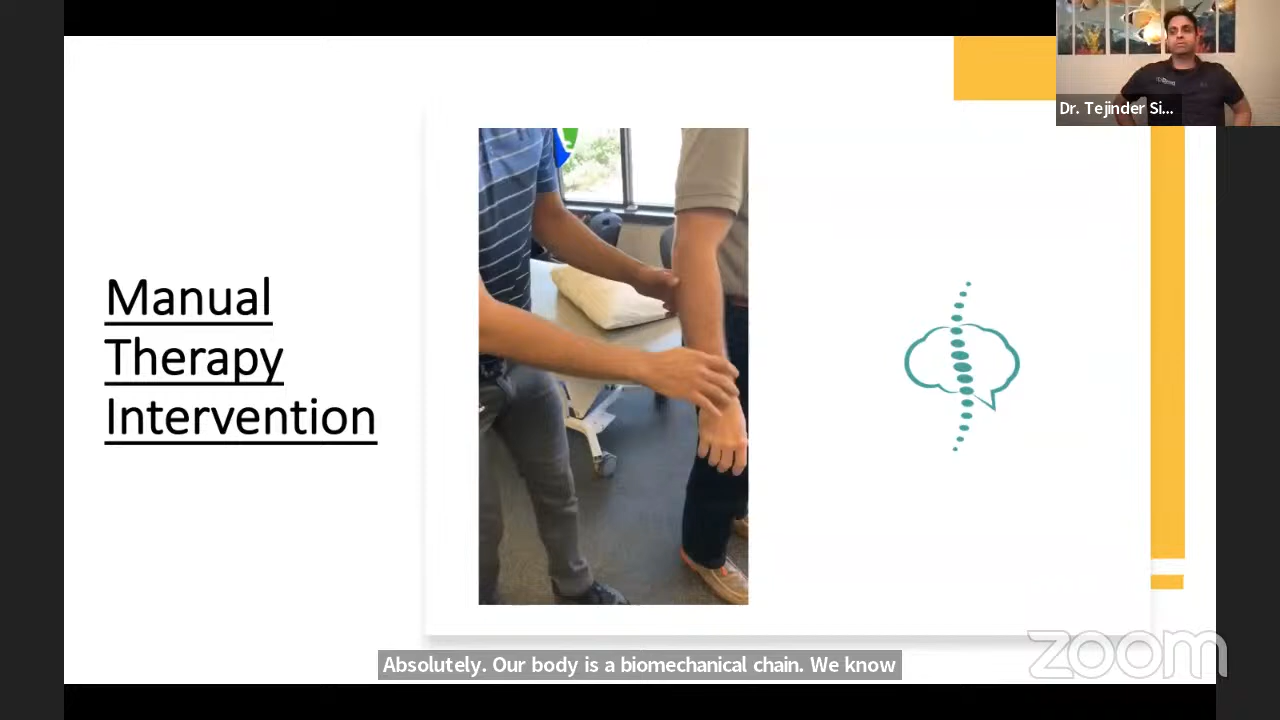 Dr. Tejinder Si...
Manual
Therapy
Intervention
Absolutely. Our body is a biomechanical chain. We know
zoom